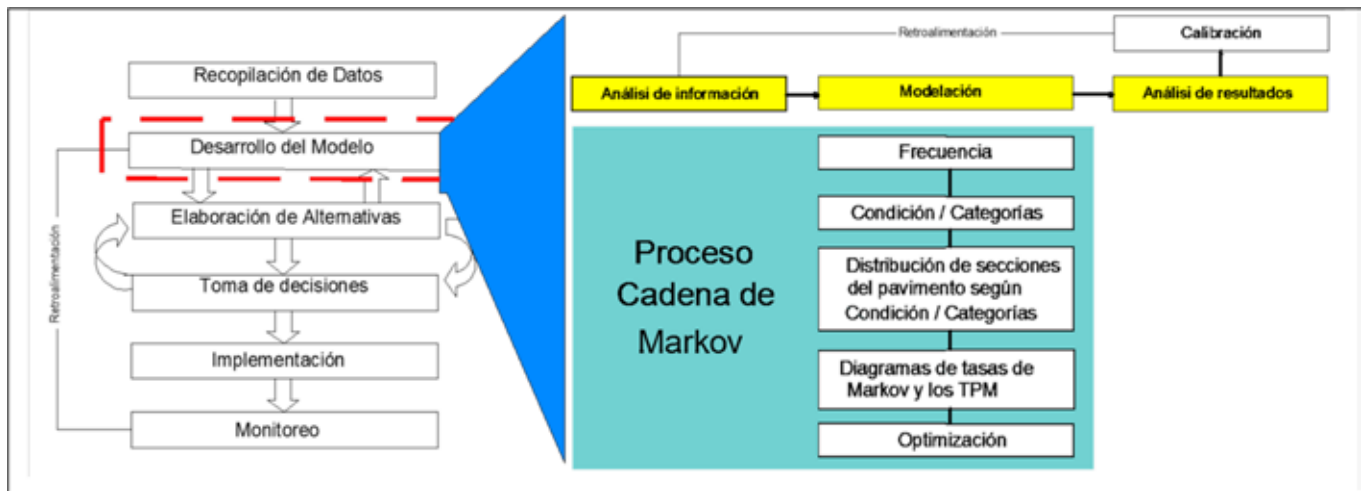 Recopilación de Datos
Desarrollo del Modelo
Elaboración de Alternativas
Toma de decisiones
Implementación
Monitoreo
Retroalimentación
Retroalimentación
Calibración
Análisi de información
Modelación
Análisi de resultados
Proceso
Cadena de
Markov
Frecuencia
Condición / Categorías
Distribución de secciones
del pavimento según
Condición / Categorías
Diagramas de tasas de
Markov y los TPM
Optimización